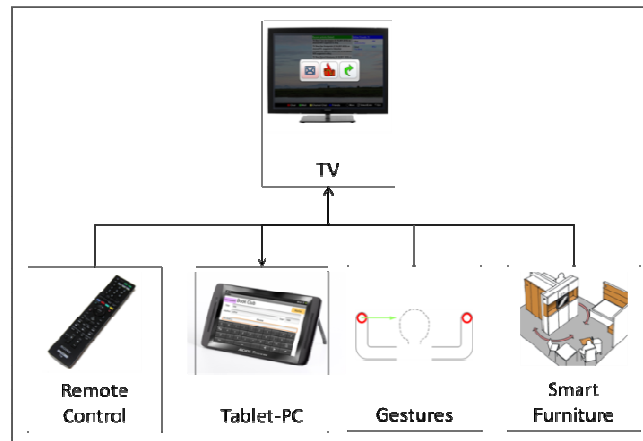 TV
Remote
Control
Tablet-PC
Gestures
Smart
Furniture